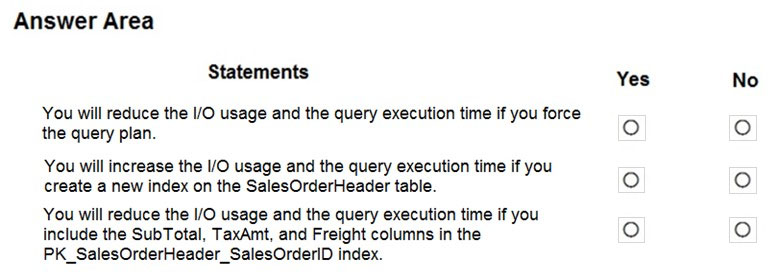 Answer Area
Statements Yes No
You will reduce the I/O usage and the query execution time if you force
the query plan.
You will increase the I/O usage and the query execution time if you
create a new index on the SalesOrderHeader table.
You will reduce the I/O usage and the query execution time if you
include the SubTotal, TaxAmt, and Freight columns in the
PK_SalesOrderHeader_SalesOrderID index.